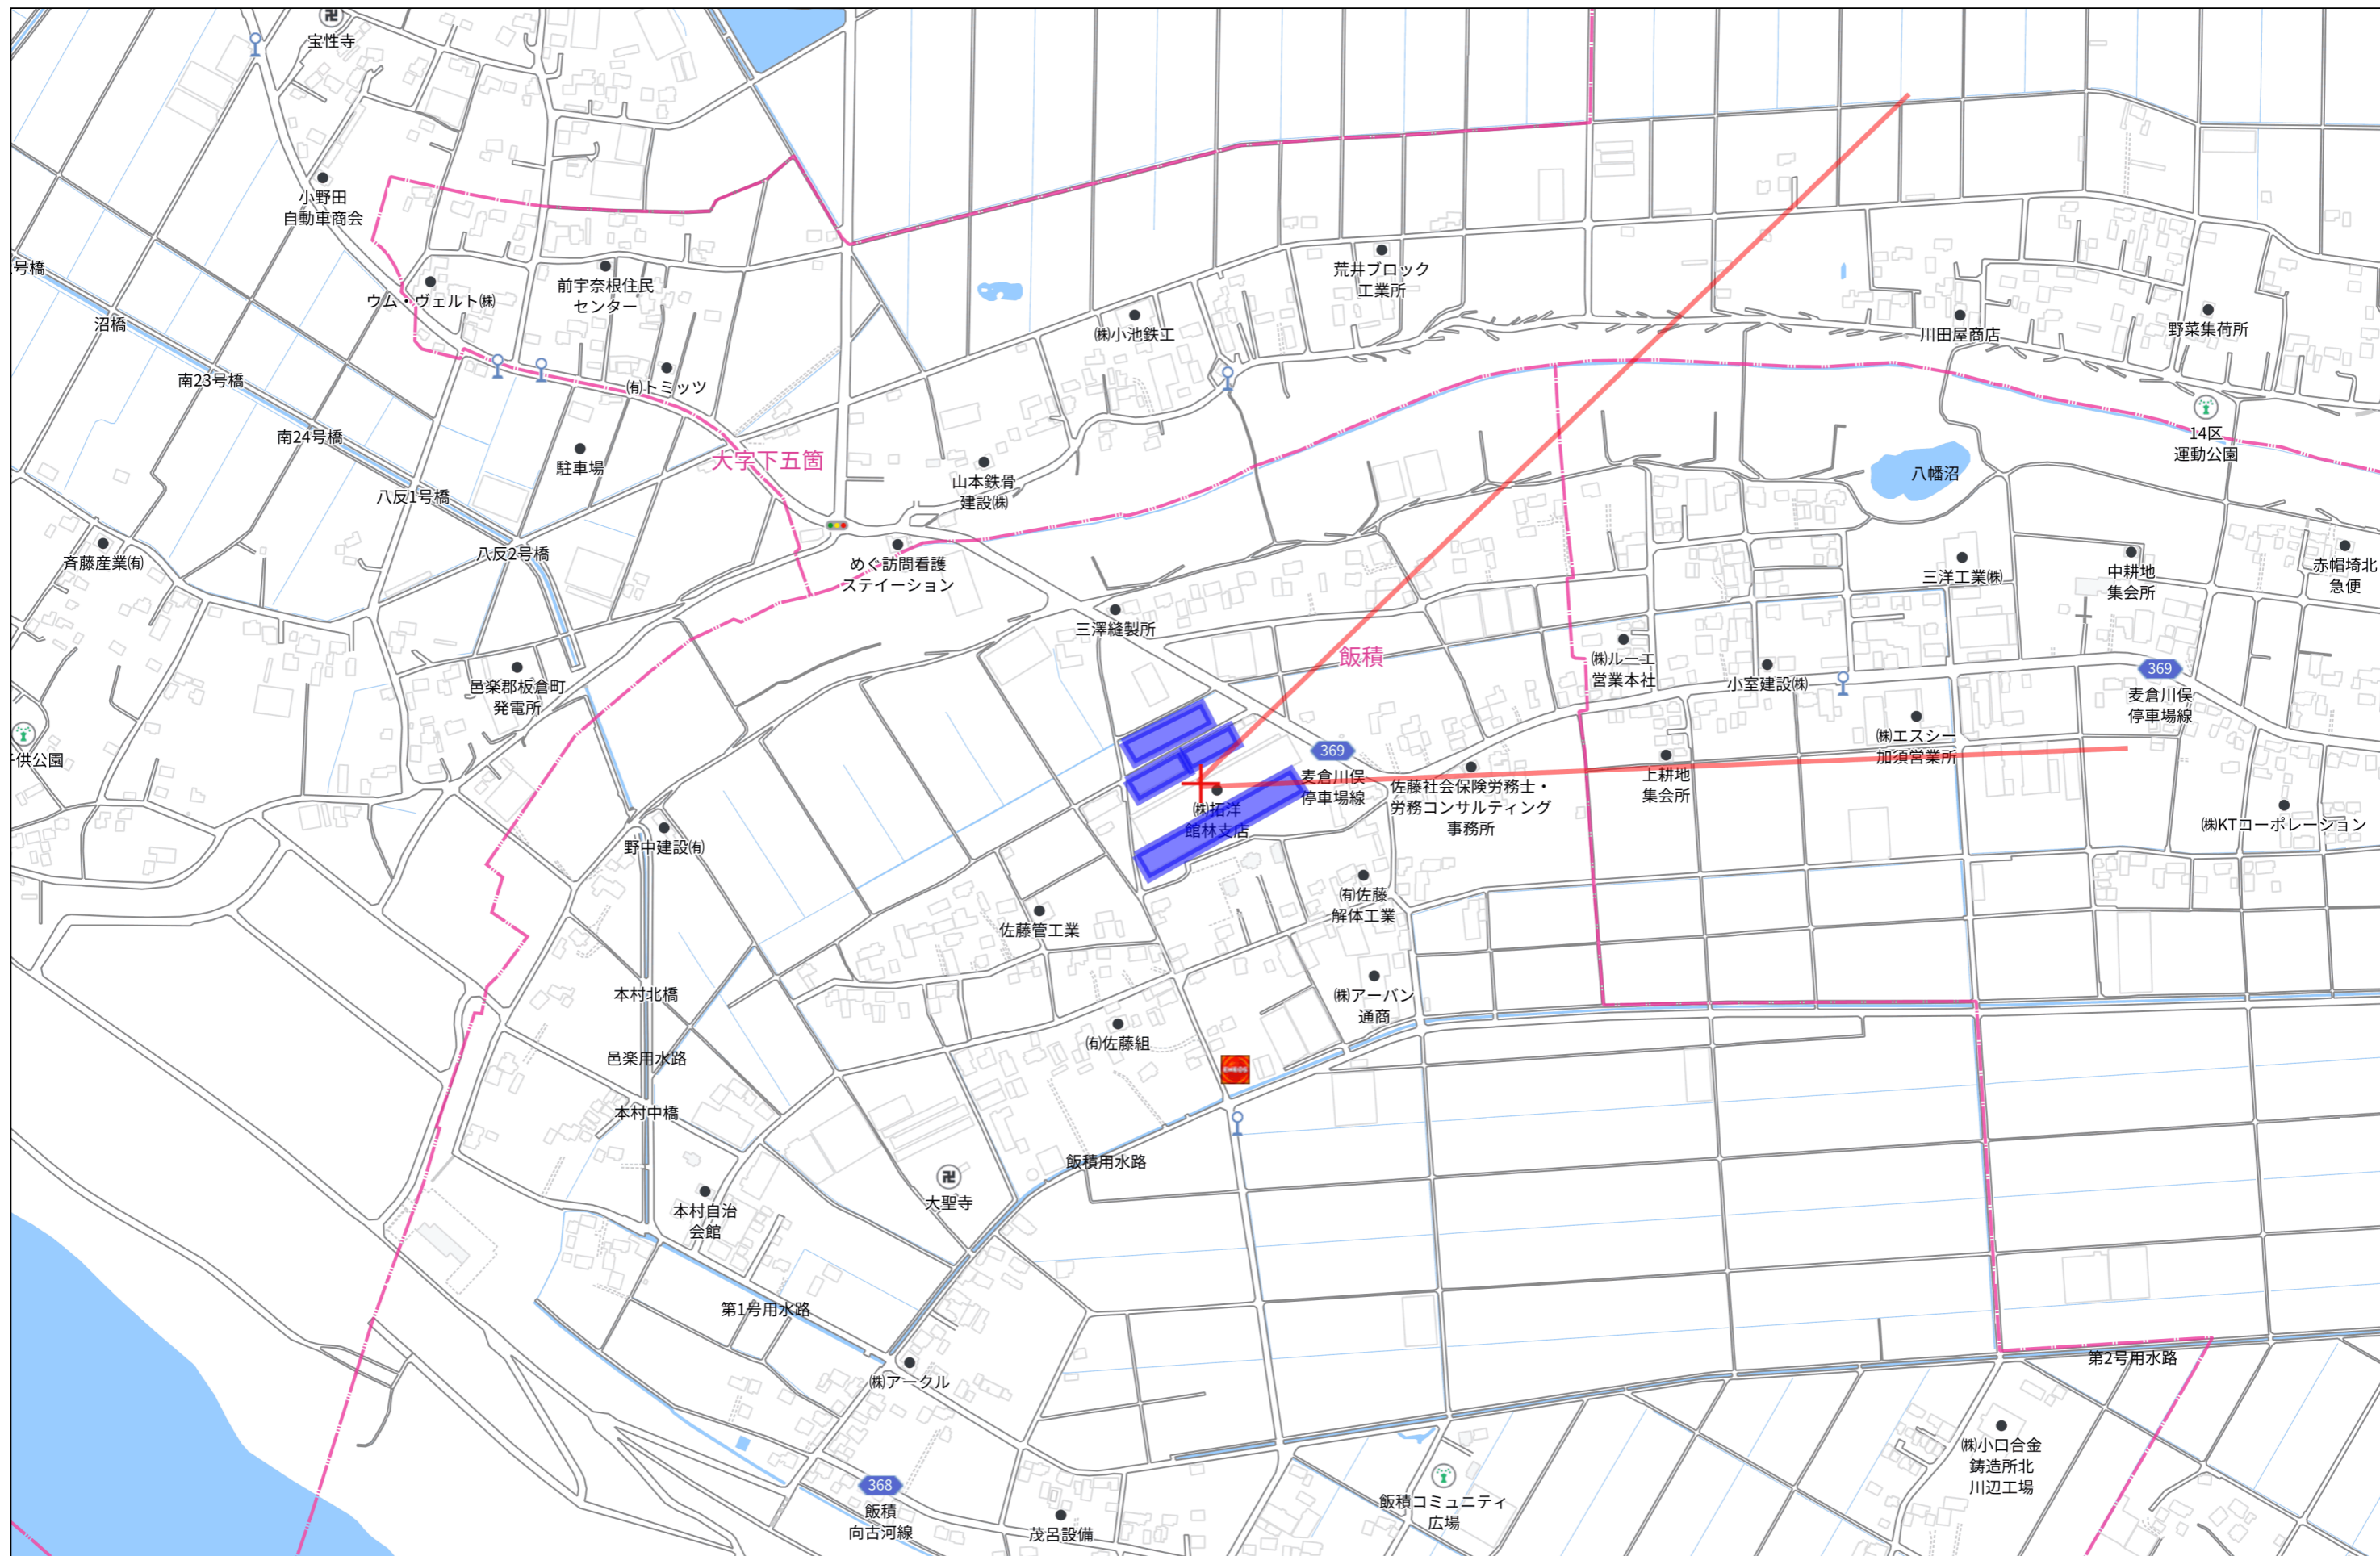 宝性寺
小野田
自動車商会
号橋
ウム・ヴェルト㈱
前宇奈根住民
センター
沼橋
南23号橋
㈲トミッツ
南24号橋
駐車場
大字下五箇
八反1号橋
八反2号橋
斉藤産業㈲
山本鉄骨
建設㈱
めぐ訪問看護
ステイーション
㈱小池鉄工
荒井ブロック
工業所
川田屋商店
野菜集荷所
14区
運動公園
八幡沼
三洋工業㈱
中耕地
集会所
赤帽埼北
急便
三澤縫製所
飯積
㈱ルーエ
営業本社
小室建設㈱
369
麦倉川俣
停車場線
邑楽郡板倉町
発電所
供公園
㈱エスシー
加須営業所
369
麦倉川俣
停車場線
上耕地
集会所
佐藤社会保険労務士・
労務コンサルティング
事務所
㈱拓洋
館林支店
㈱KTコーポレーション
野中建設㈲
㈲佐藤
解体工業
佐藤管工業
本村北橋
㈱アーバン
通商
㈲佐藤組
邑楽用水路
ENEOS
本村中橋
飯積用水路
大聖寺
本村自治
会館
第1号用水路
第2号用水路
㈱アークル
㈱小口合金
鋳造所北
川辺工場
368
飯積
向古河線
飯積コミュニティ
広場
茂呂設備